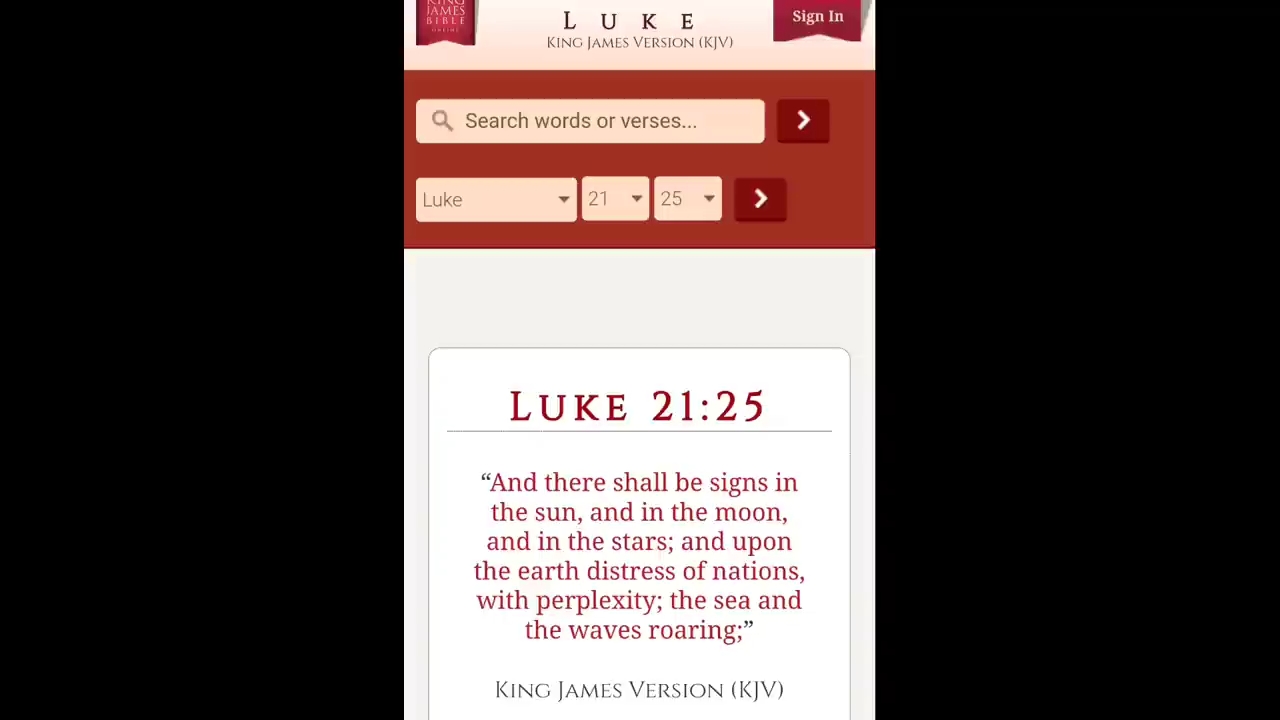 KING
JAMES
BIBLE
ONLINE
Luke
King James Version (KJV)
Sign In
Search words or verses...
Luke
21
25
Luke 21:25
“And there shall be signs in
the sun, and in the moon,
and in the stars; and upon
the earth distress of nations,
with perplexity; the sea and
the waves roaring;”
King James Version (KJV)